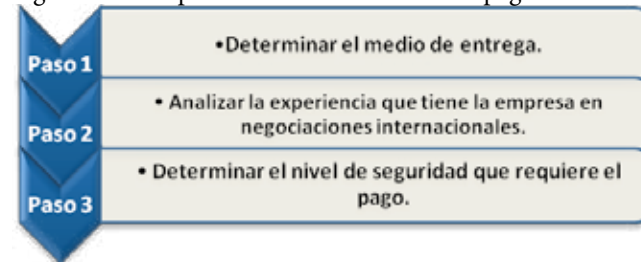 Paso 1
•Determinar el medio de entrega.
Paso 2
• Analizar la experiencia que tiene la empresa en
negociaciones internacionales.
Paso 3
• Determinar el nivel de seguridad que requiere el
pago.